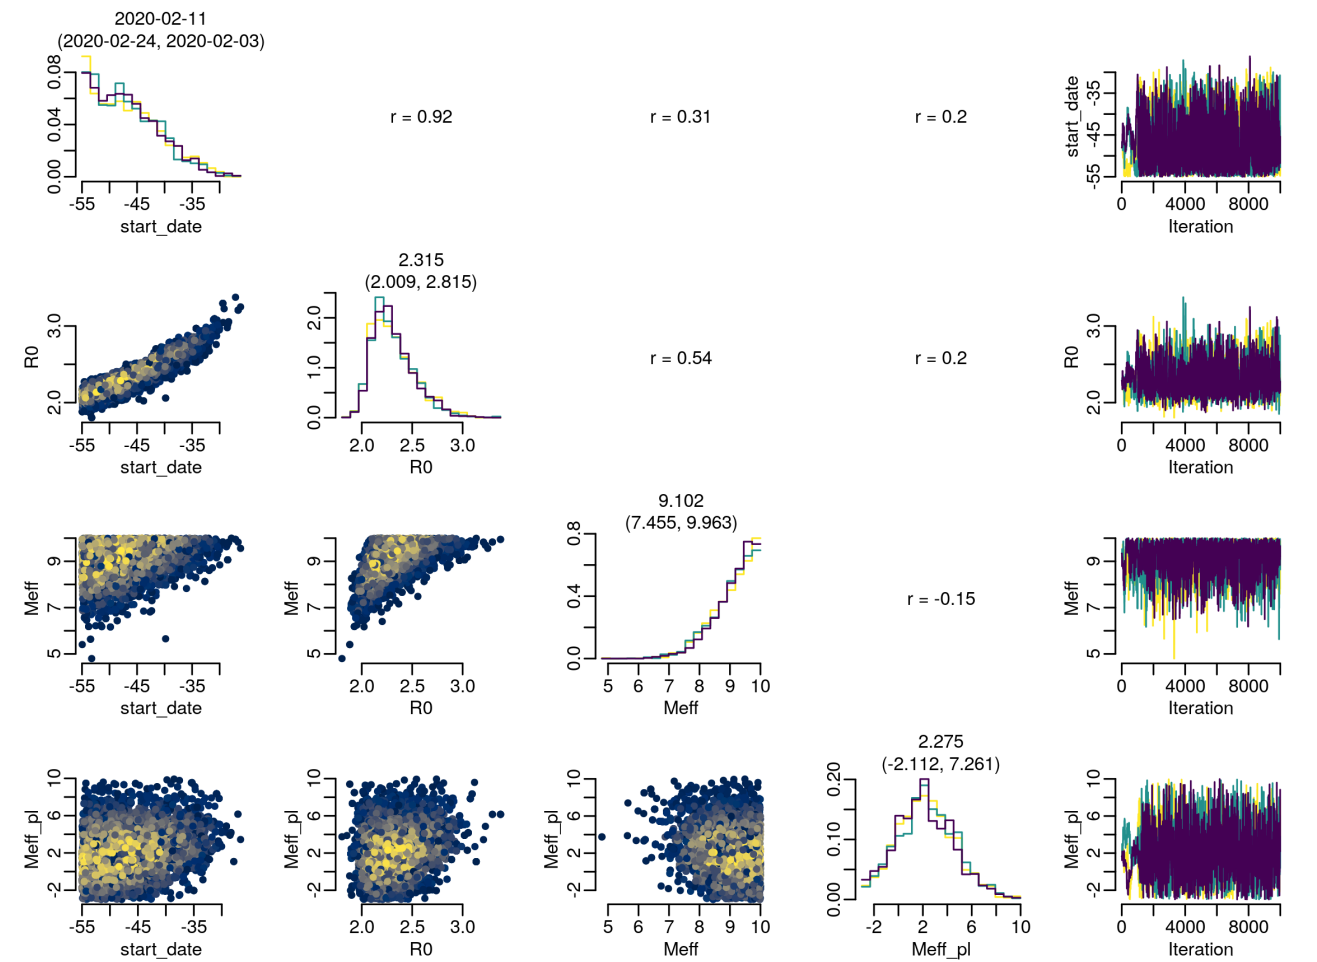 2020-02-11
(2020-02-24, 2020-02-03)
0.00 0.04 0.08
-55 -45 -35
start_date
r = 0.92
r = 0.31
r = 0.2
start_date
-55 -45 -35
0 4000 8000
Iteration
R0
2.0 3.0
-55 -45 -35
start_date
2.315
(2.009, 2.815)
0.0 1.0 2.0
2.0 2.5 3.0
R0
r = 0.54
r = 0.2
R0
2.0 3.0
0 4000 8000
Iteration
Meff
5 7 9
-55 -45 -35
start_date
Meff
5 7 9
2.0 2.5 3.0
R0
9.102
(7.455, 9.963)
0.0 0.4 0.8
5 6 7 8 9 10
Meff
r = -0.15
Meff
5 7 9
0 4000 8000
Iteration
Meff_pl
-2 2 6 10
-55 -45 -35
start_date
Meff_pl
-2 2 6 10
2.0 2.5 3.0
R0
Meff_pl
-2 2 6 10
5 6 7 8 9 10
Meff
2.275
(-2.112, 7.261)
0.00 0.10 0.20
-2 2 6 10
Meff_pl
Meff_pl
-2 2 6 10
0 4000 8000
Iteration